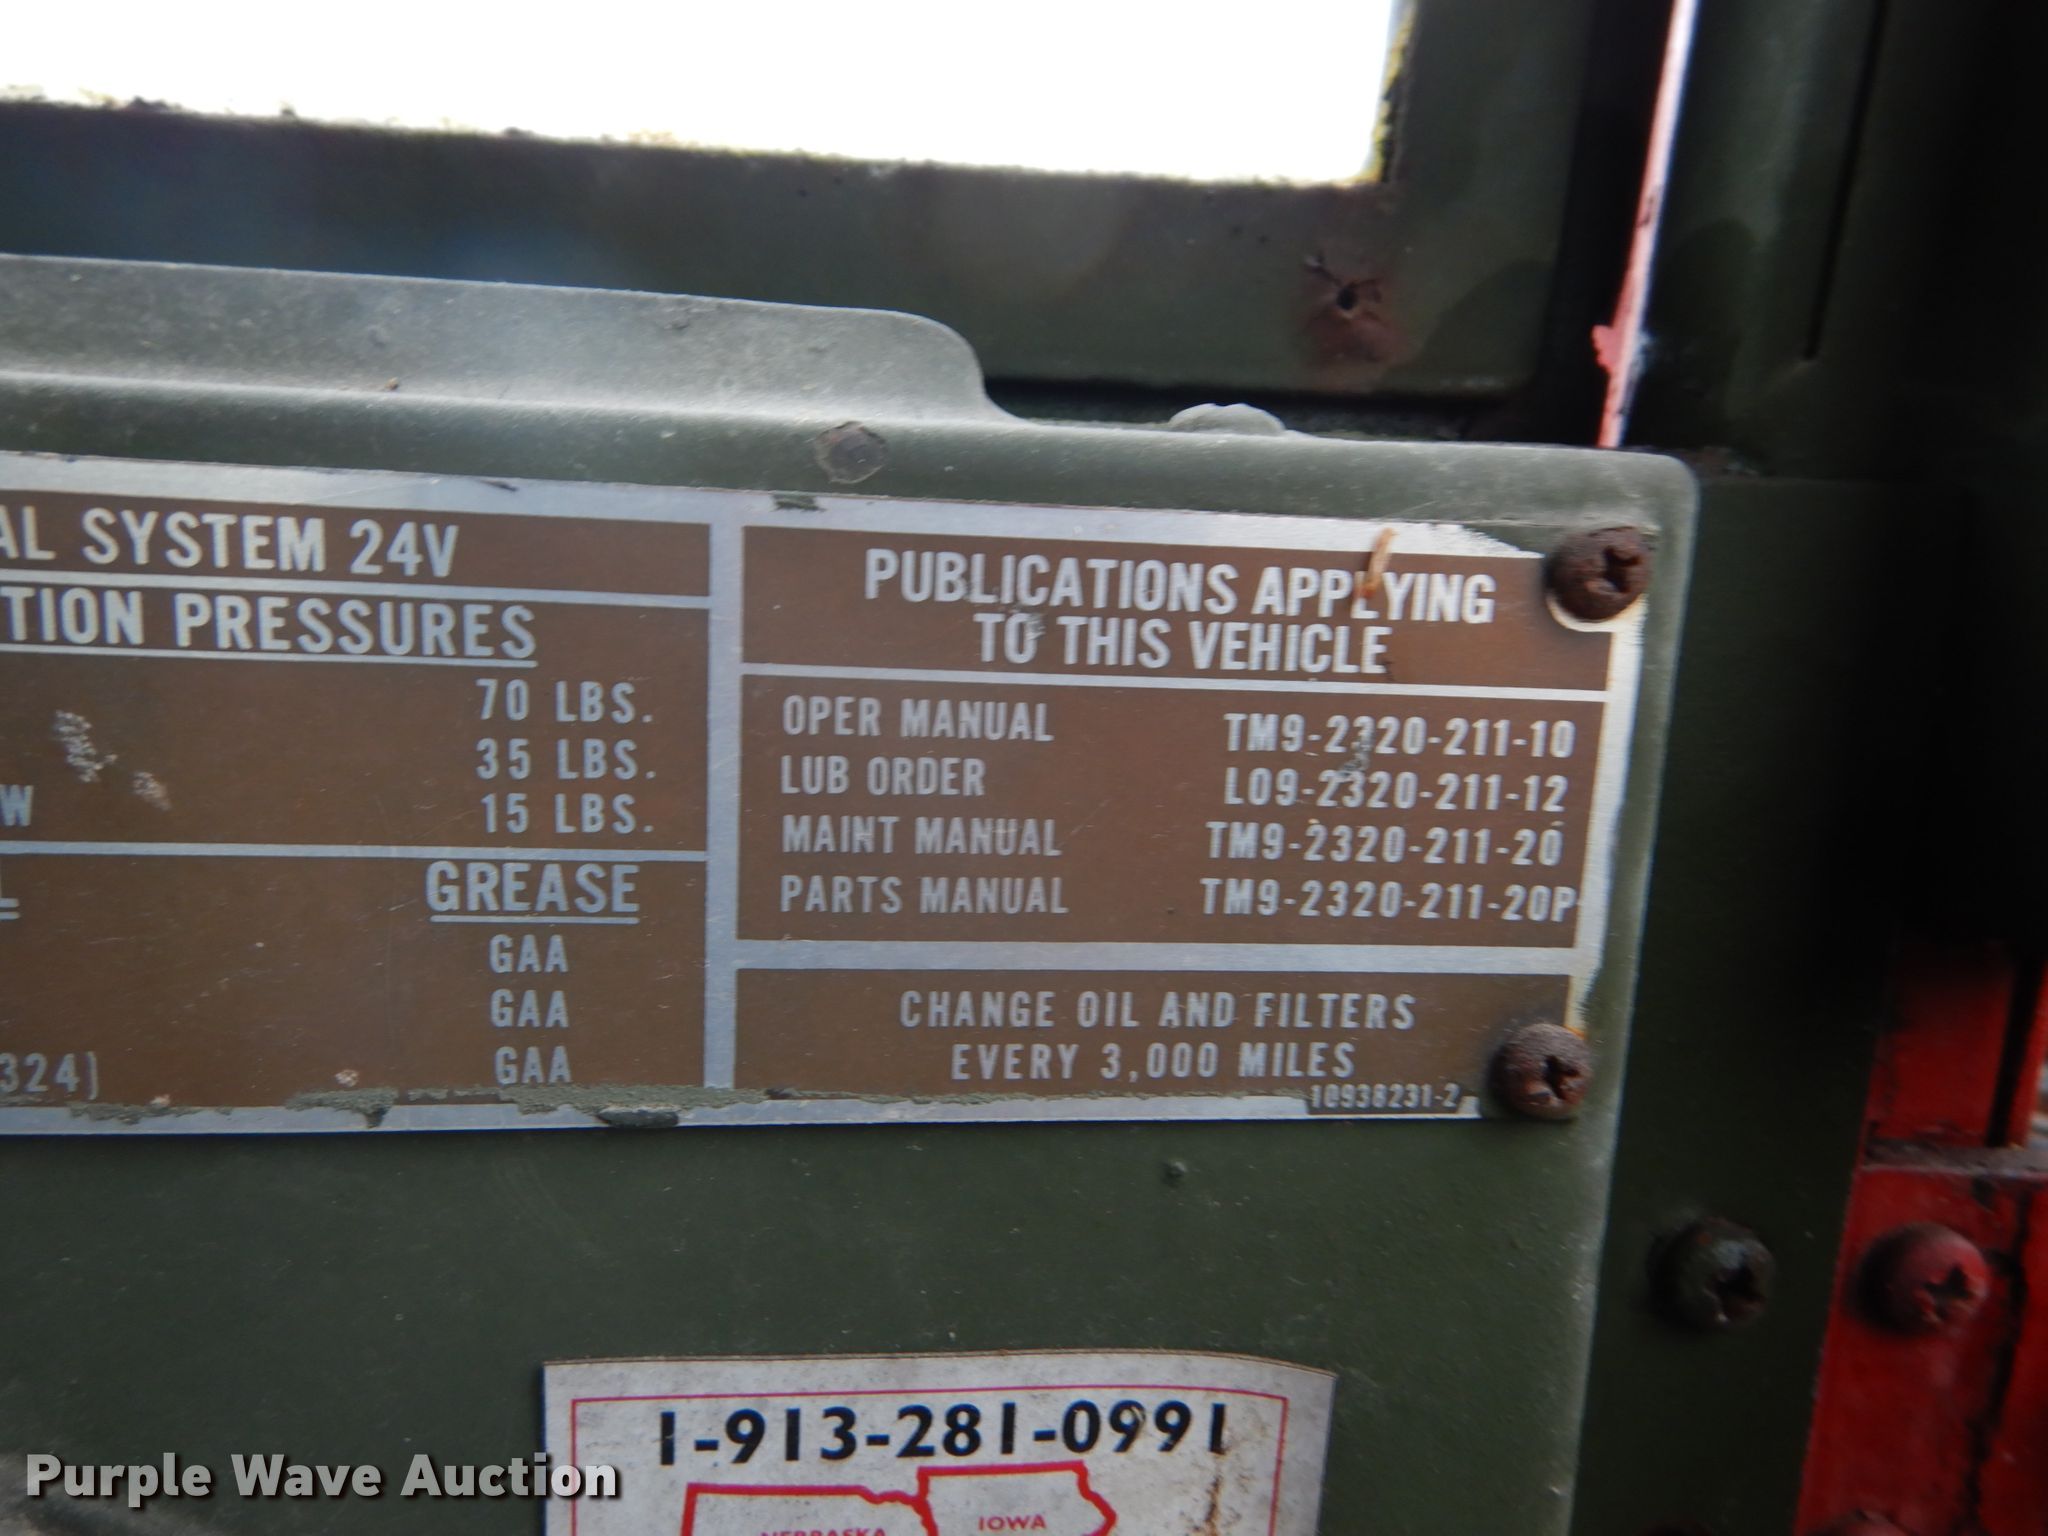 AL SYSTEM 24V
TION PRESSURES
70 LBS.
35 LBS.
W 15 LBS.
L GREASE
GAA
GAA
324) GAA
PUBLICATIONS APPLYING
TO THIS VEHICLE
OPER MANUAL TM9-2320-211-10
LUB ORDER LO9-2320-211-12
MAINT MANUAL TM9-2320-211-20
PARTS MANUAL TM9-2320-211-20P
CHANGE OIL AND FILTERS
EVERY 3,000 MILES
10938231-2
1-913-281-0991
NEBRASKA IOWA
Purple Wave Auction